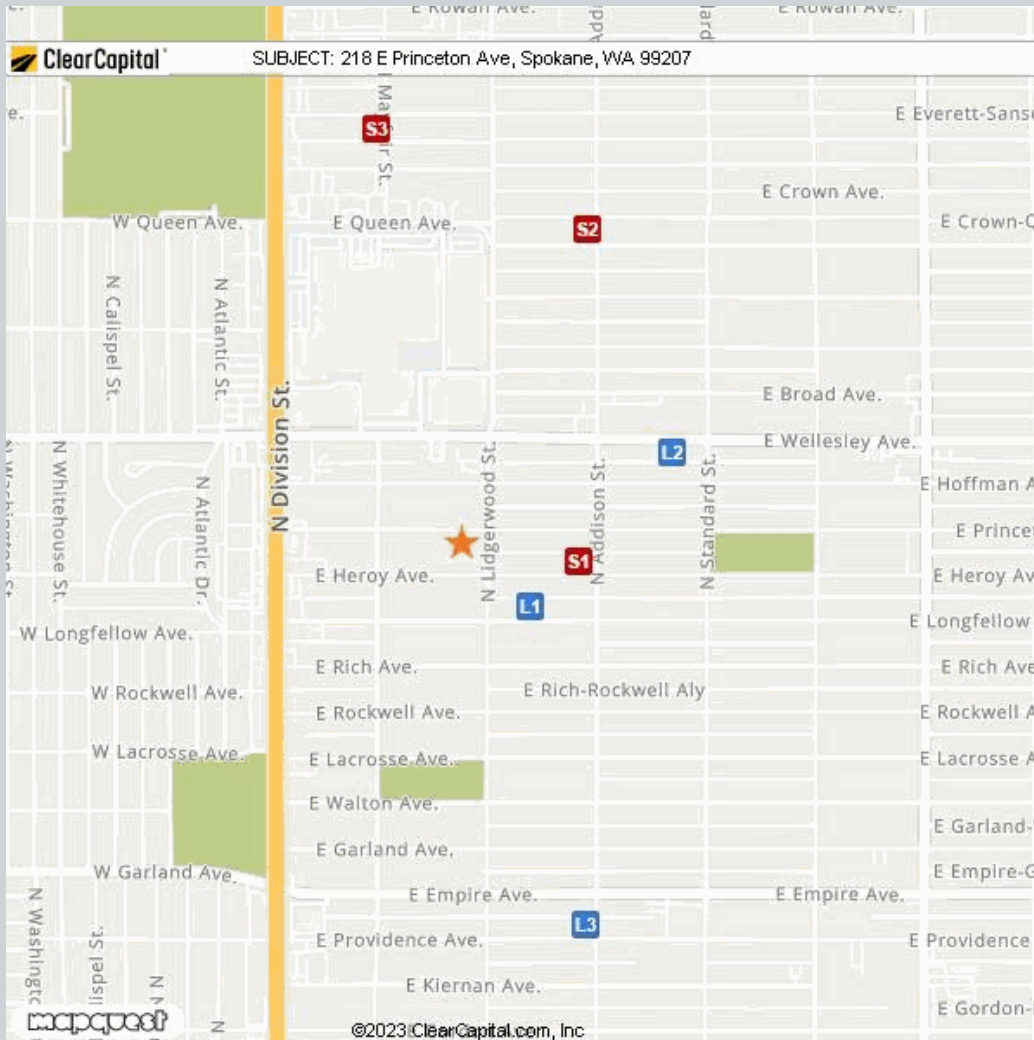 E Rowan Ave.
E Rowan Ave.
ClearCapital
SUBJECT: 218 E Princeton Ave, Spokane, WA 99207
E Everett-Sans
S3
E Crown Ave.
W Queen Ave.
E Queen Ave.
S2
E Crown-
N Calispel St.
N Atlantic St.
E Broad Ave.
N Division St.
E Wellesley Ave.
L2
N Whitehouse St.
N Atlantic Dr.
N Lidgerwood St.
N Addison St.
N Standard St.
E Hoffman A
E Prince
S1
E Heroy Ave.
E Heroy Av
L1
E Longfellow
W Longfellow Ave.
E Rich Ave.
E Rich Ave
E Rich-Rockwell Aly
W Rockwell Ave.
E Rockwell Ave.
E Rockwell A
W Lacrosse Ave.
E Lacrosse Ave.
E Lacrosse A
E Walton Ave.
E Garland-
E Garland Ave.
W Garland Ave.
E Empire-G
E Empire Ave.
E Empire Ave.
N Washingt
L3
E Providence Ave.
E Providence
E Kiernan Ave.
E Gordon-
mapquest
©2023 ClearCapital.com, Inc